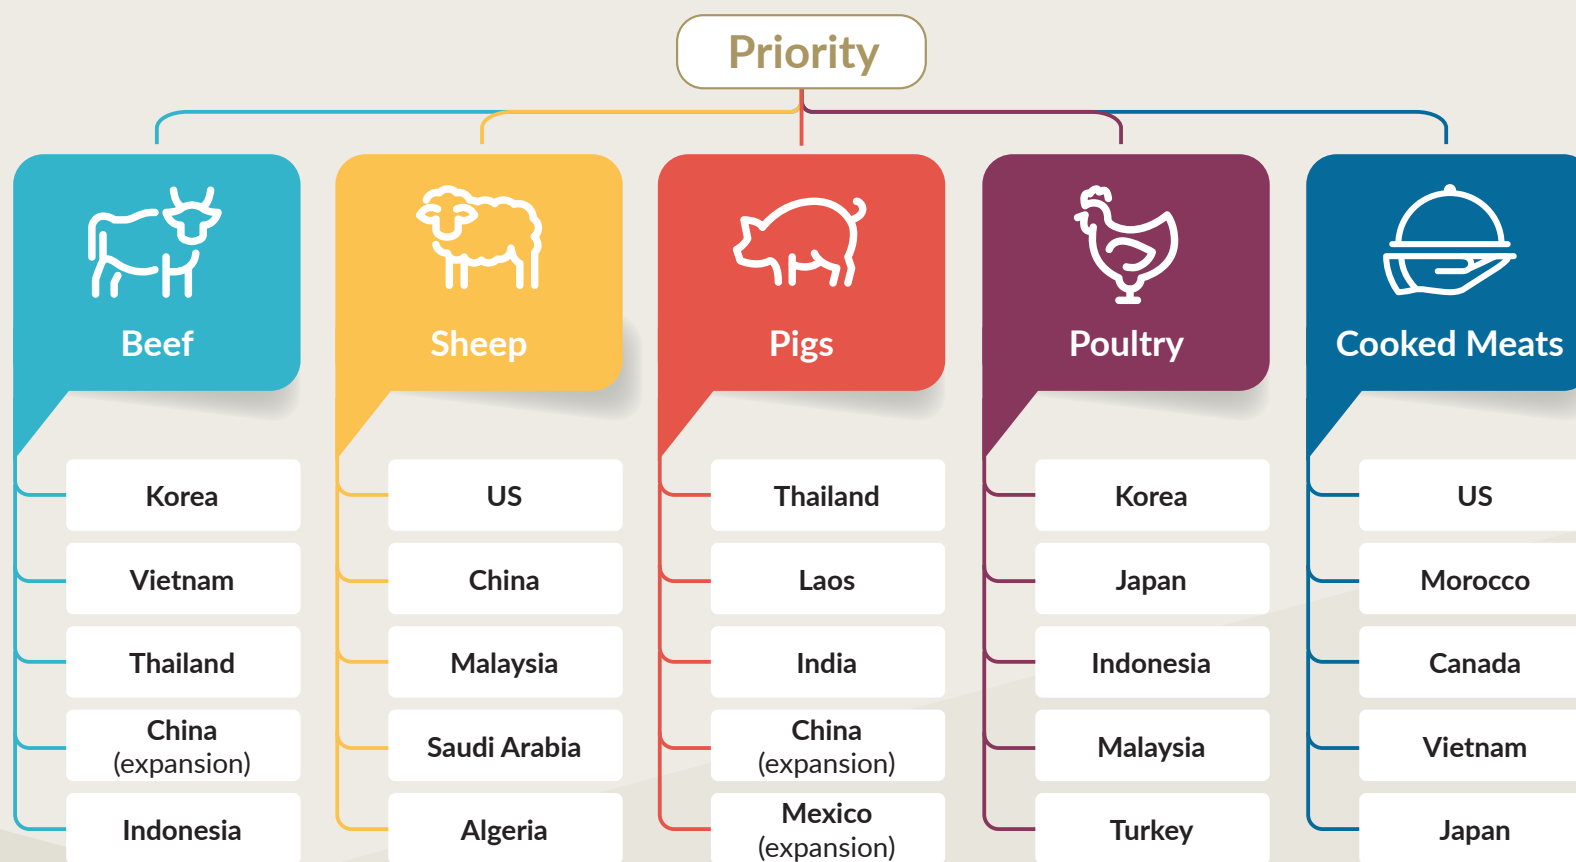 Priority
Beef
Sheep
Pigs
Poultry
Cooked Meats
Korea
Vietnam
Thailand
China
(expansion)
Indonesia
US
China
Malaysia
Saudi Arabia
Algeria
Thailand
Laos
India
China
(expansion)
Mexico
(expansion)
Korea
Japan
Indonesia
Malaysia
Turkey
US
Morocco
Canada
Vietnam
Japan